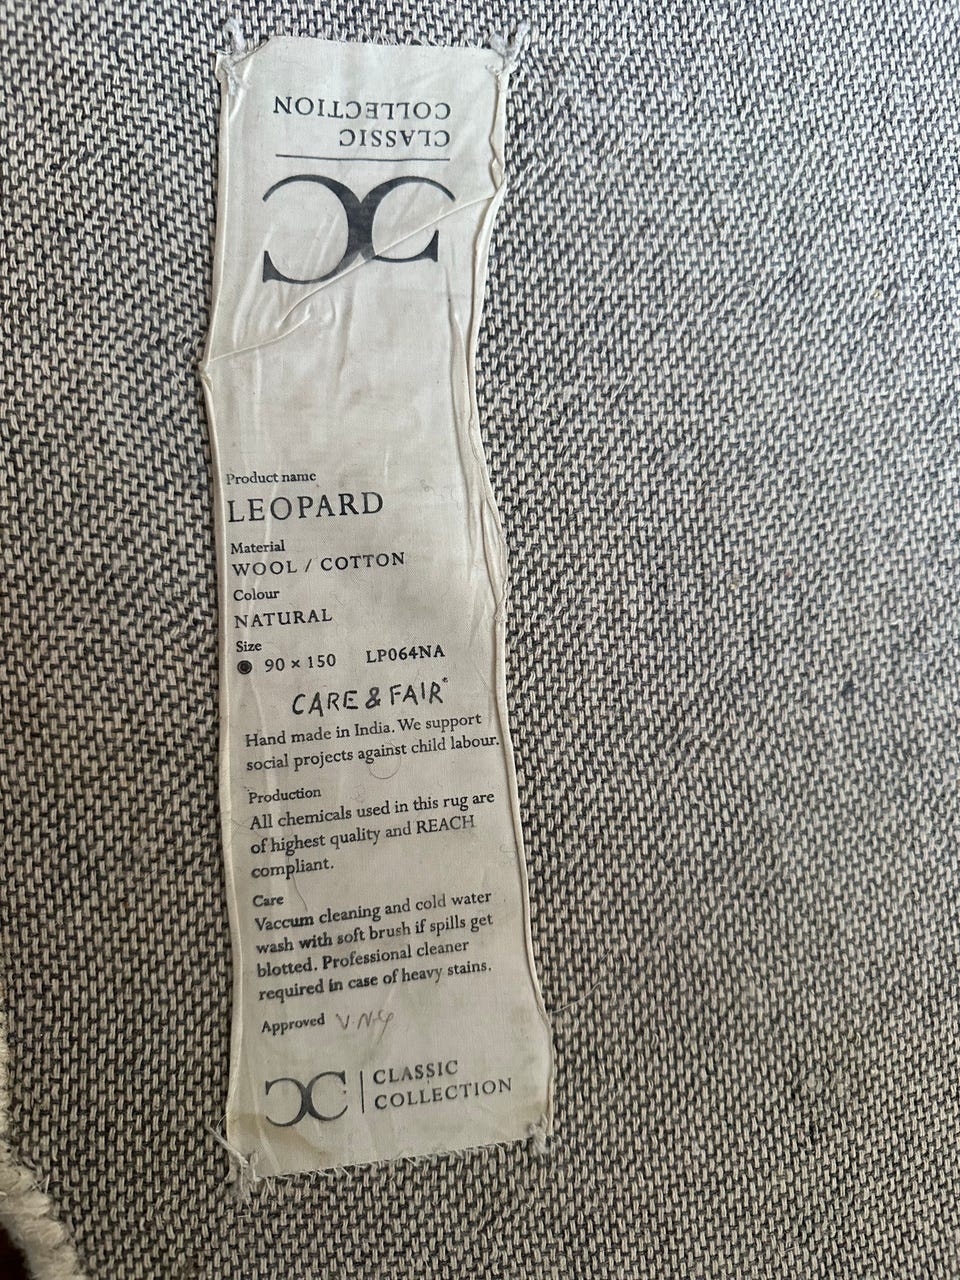 CLASSIC
COLLECTION
Product name
LEOPARD
Material
WOOL / COTTON
Colour
NATURAL
Size
90 × 150 LP064NA
CARE & FAIR®
Hand made in India. We support
social projects against child labour.
Production
All chemicals used in this rug are
of highest quality and REACH
compliant.
Care
Vaccum cleaning and cold water
wash with soft brush if spills get
blotted. Professional cleaner
required in case of heavy stains.
Approved
CC CLASSIC
COLLECTION